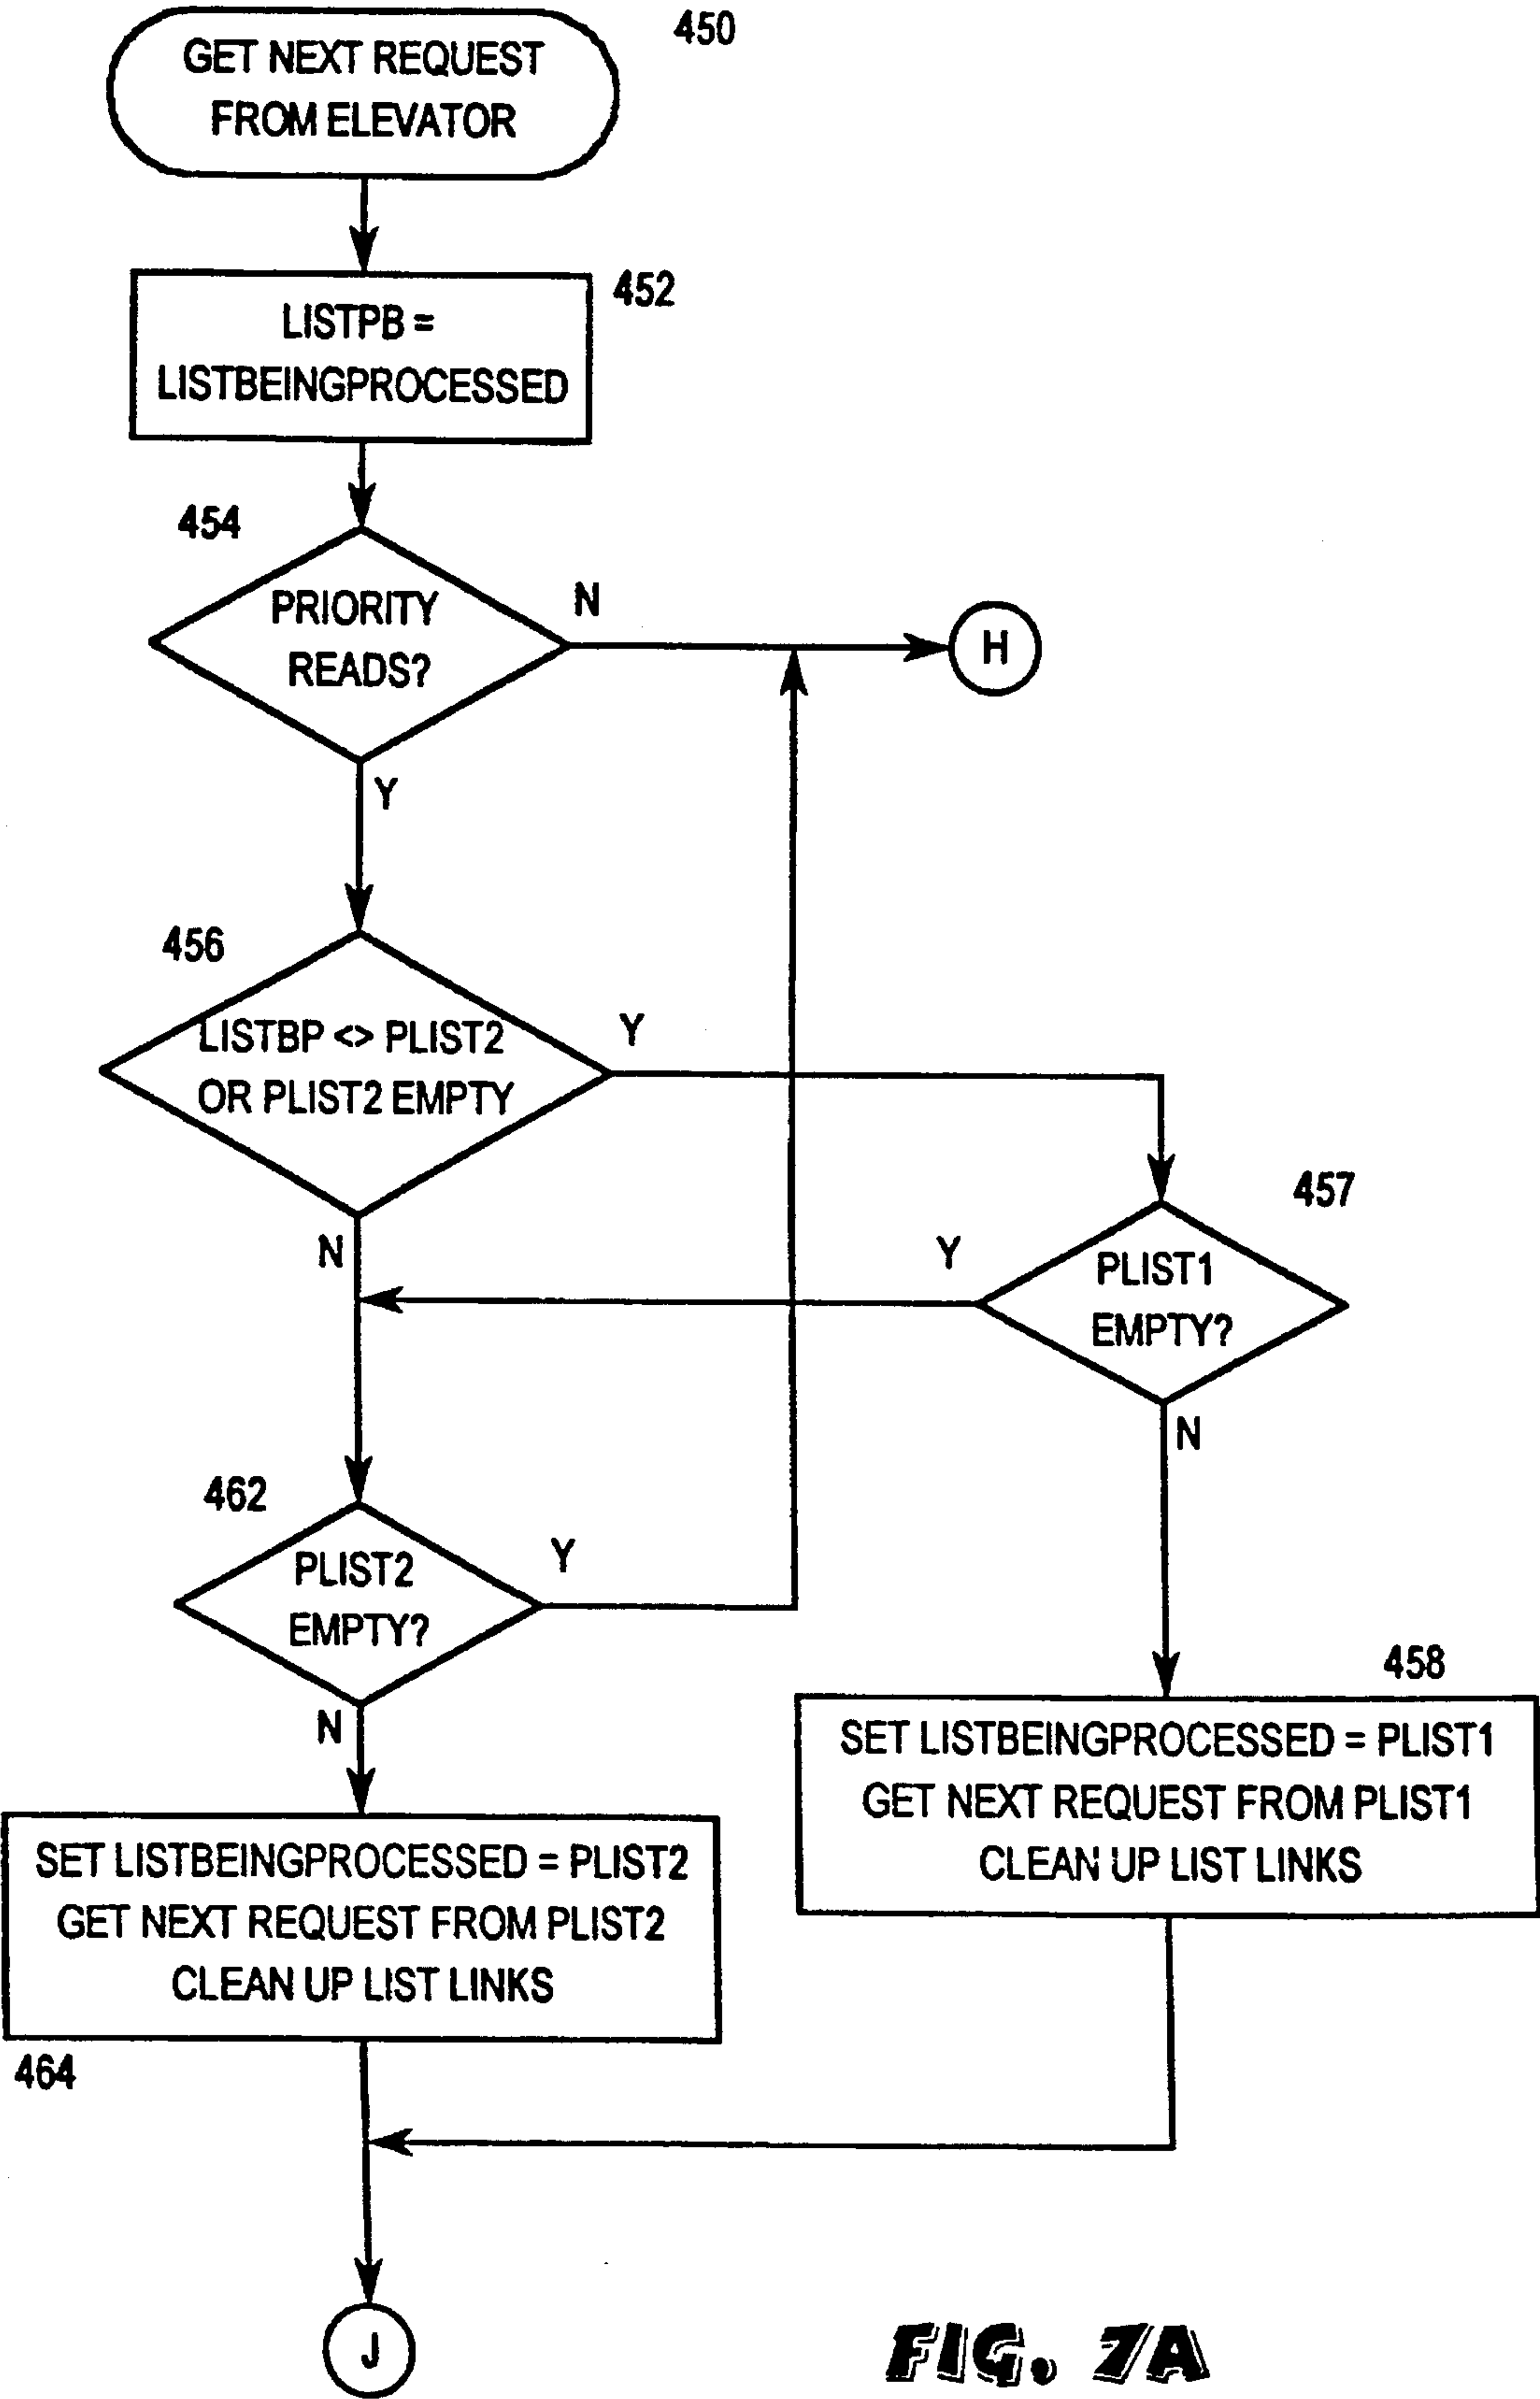 450
GET NEXT REQUEST
FROM ELEVATOR
452
LISTPB =
LISTBEINGPROCESSED
454
PRIORITY
READS?
N
H
Y
456
LISTBP <> PLIST2
OR PLIST2 EMPTY
Y
457
N
Y
PLIST1
EMPTY?
N
462
PLIST2
EMPTY?
Y
N
458
SET LISTBEINGPROCESSED = PLIST1
GET NEXT REQUEST FROM PLIST1
CLEAN UP LIST LINKS
SET LISTBEINGPROCESSED = PLIST2
GET NEXT REQUEST FROM PLIST2
CLEAN UP LIST LINKS
464
J
FIG. 7A